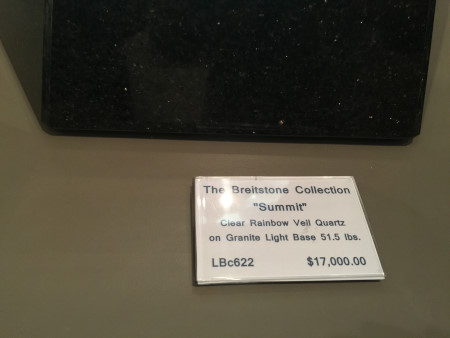 The Breitstone Collection
"Summit"
Clear Rainbow Veil Quartz
on Granite Light Base 51.5 lbs.
LBc622 $17,000.00